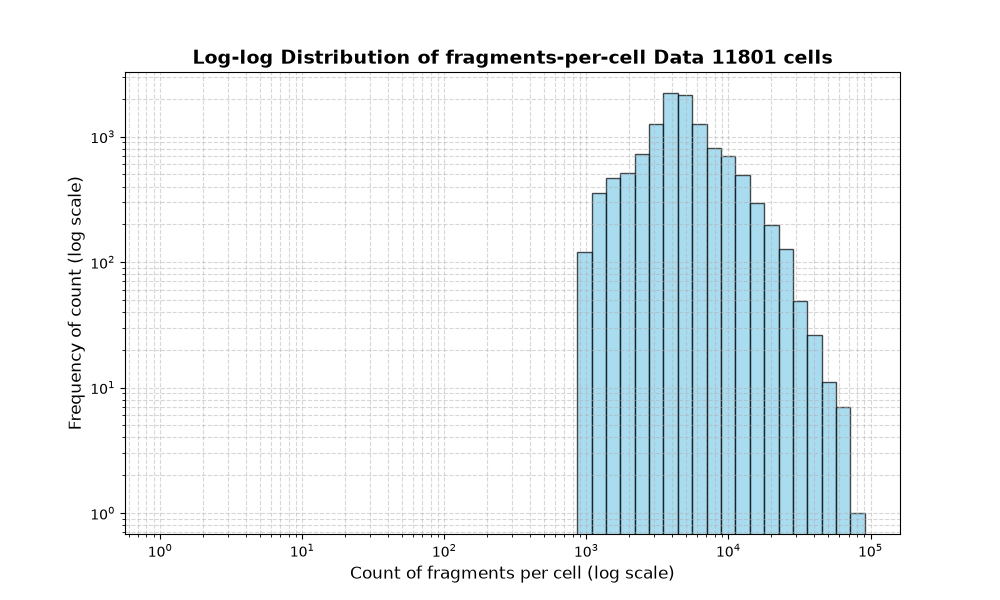 Log-log Distribution of fragments-per-cell Data 11801 cells
Frequency of count (log scale)
10³
10²
10¹
10⁰
10⁰ 10¹ 10² 10³ 10⁴ 10⁵
Count of fragments per cell (log scale)